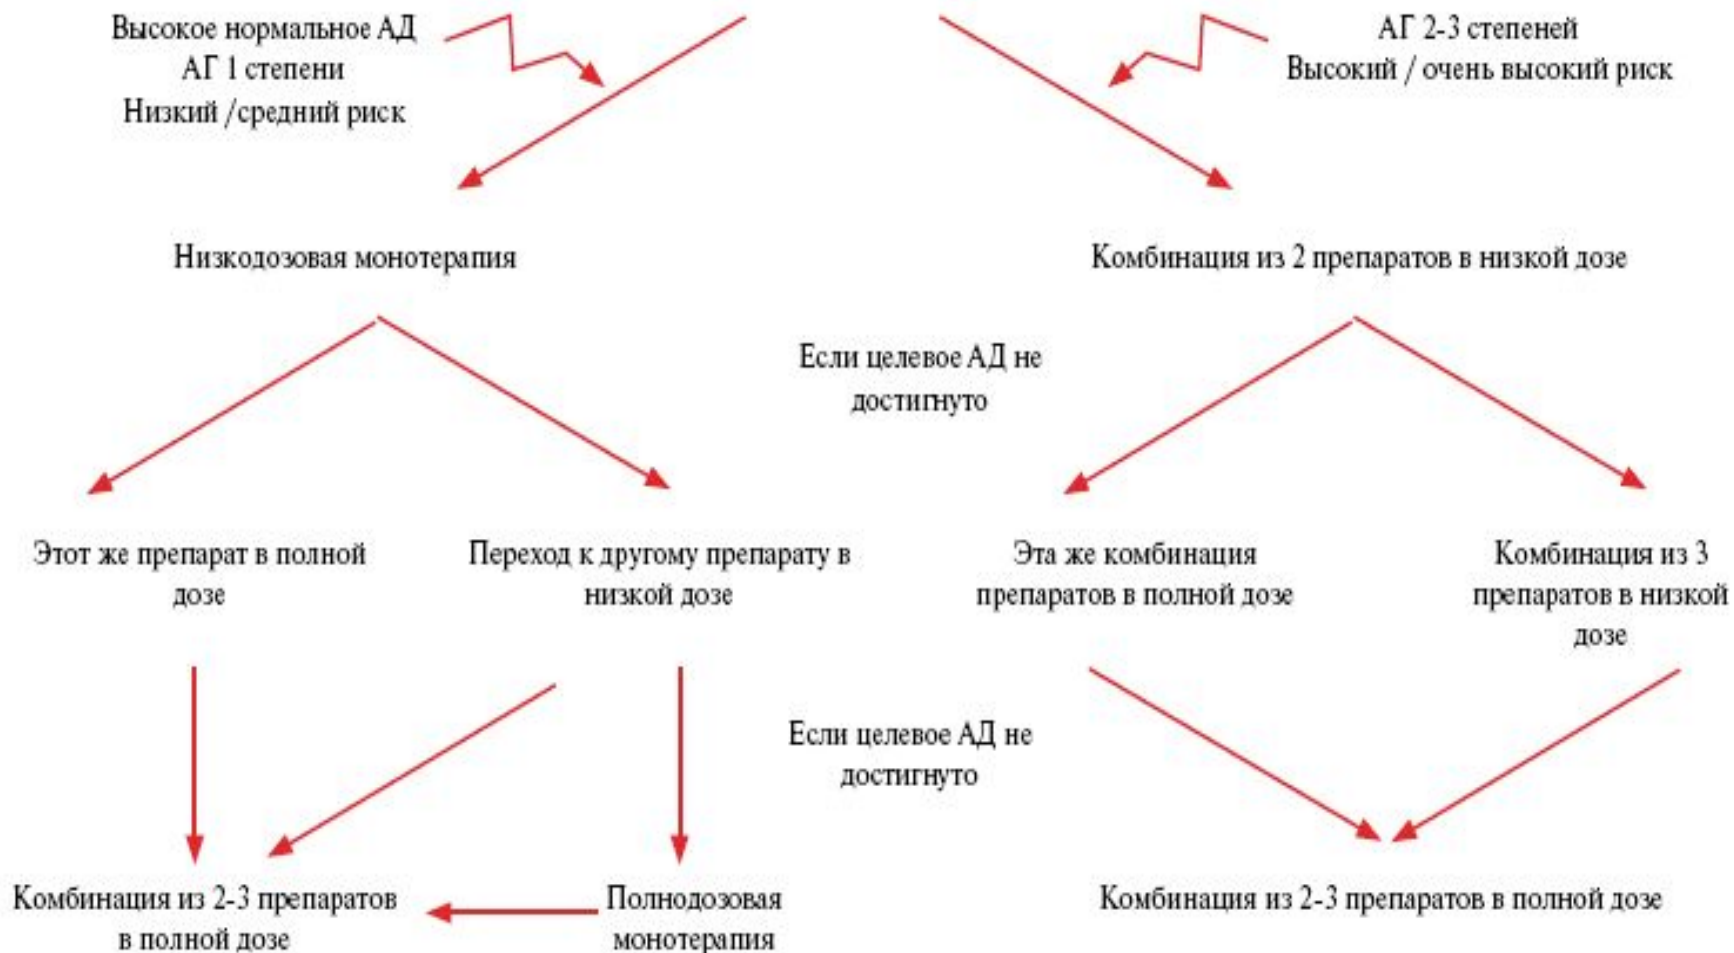 Высокое нормальное АД
АГ 1 степени
Низкий /средний риск
АГ 2-3 степеней
Высокий / очень высокий риск
Низкодозовая монотерапия
Комбинация из 2 препаратов в низкой дозе
Если целевое АД не
достигнуто
Этот же препарат в полной
дозе
Переход к другому препарату в
низкой дозе
Эта же комбинация
препаратов в полной дозе
Комбинация из 3
препаратов в низкой
дозе
Если целевое АД не
достигнуто
Комбинация из 2-3 препаратов
в полной дозе
Полнодозовая
монотерапия
Комбинация из 2-3 препаратов в полной дозе